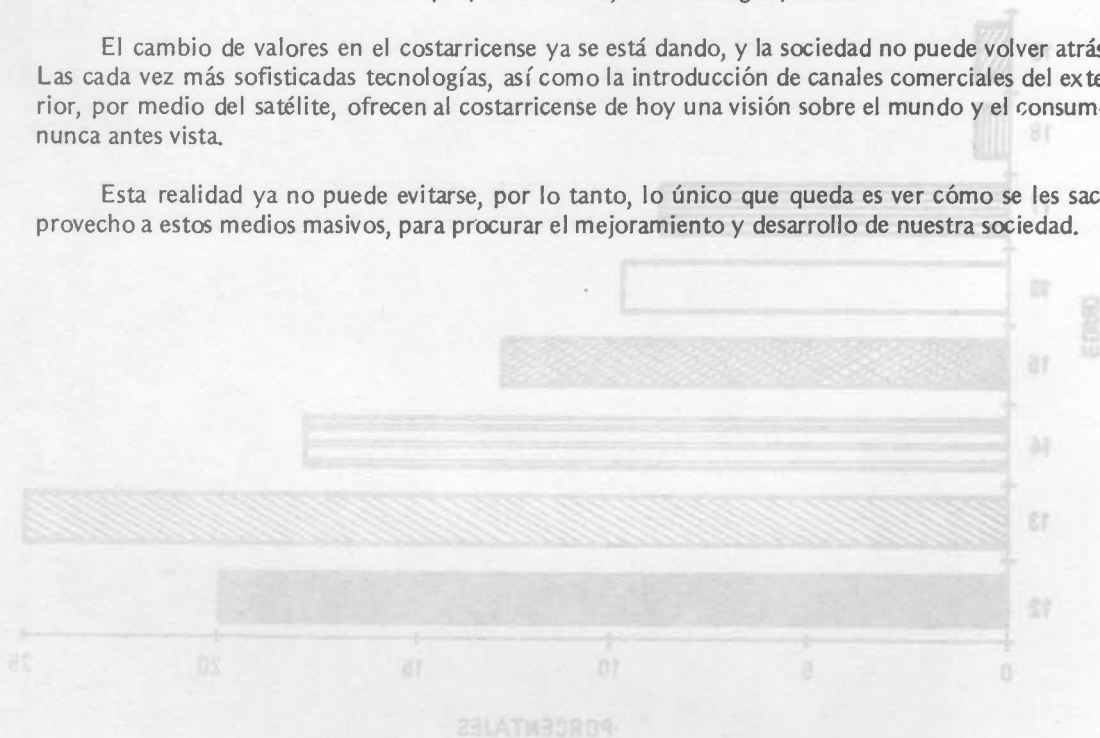 El cambio de valores en el costarricense ya se está dando, y la sociedad no puede volver atrás
Las cada vez más sofisticadas tecnologías, así como la introducción de canales comerciales del exte
rior, por medio del satélite, ofrecen al costarricense de hoy una visión sobre el mundo y el consum
nunca antes vista.
Esta realidad ya no puede evitarse, por lo tanto, lo único que queda es ver cómo se les sac
provecho a estos medios masivos, para procurar el mejoramiento y desarrollo de nuestra sociedad.
18
16
EDAD
15
14
13
12
25 20 15 10 5 0
PORCENTAJES